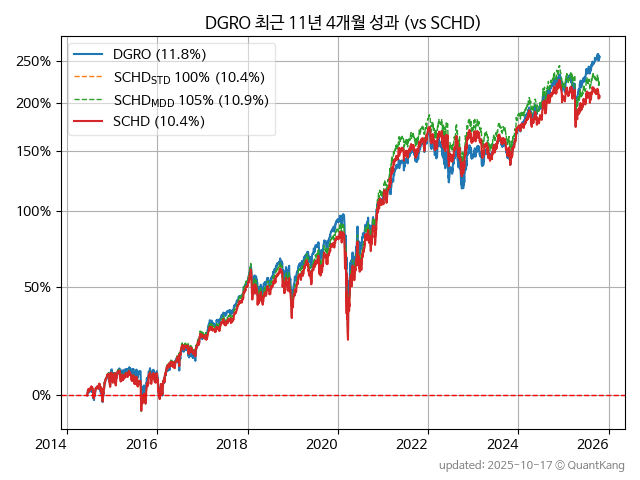 DGRO 최근 11년 4개월 성과 (vs SCHD)
DGRO (11.8%)
SCHD_STD 100% (10.4%)
SCHD_MDD 105% (10.9%)
SCHD (10.4%)
250%
200%
150%
100%
50%
0%
2014 2016 2018 2020 2022 2024 2026
updated: 2025-10-17 © QuantKang